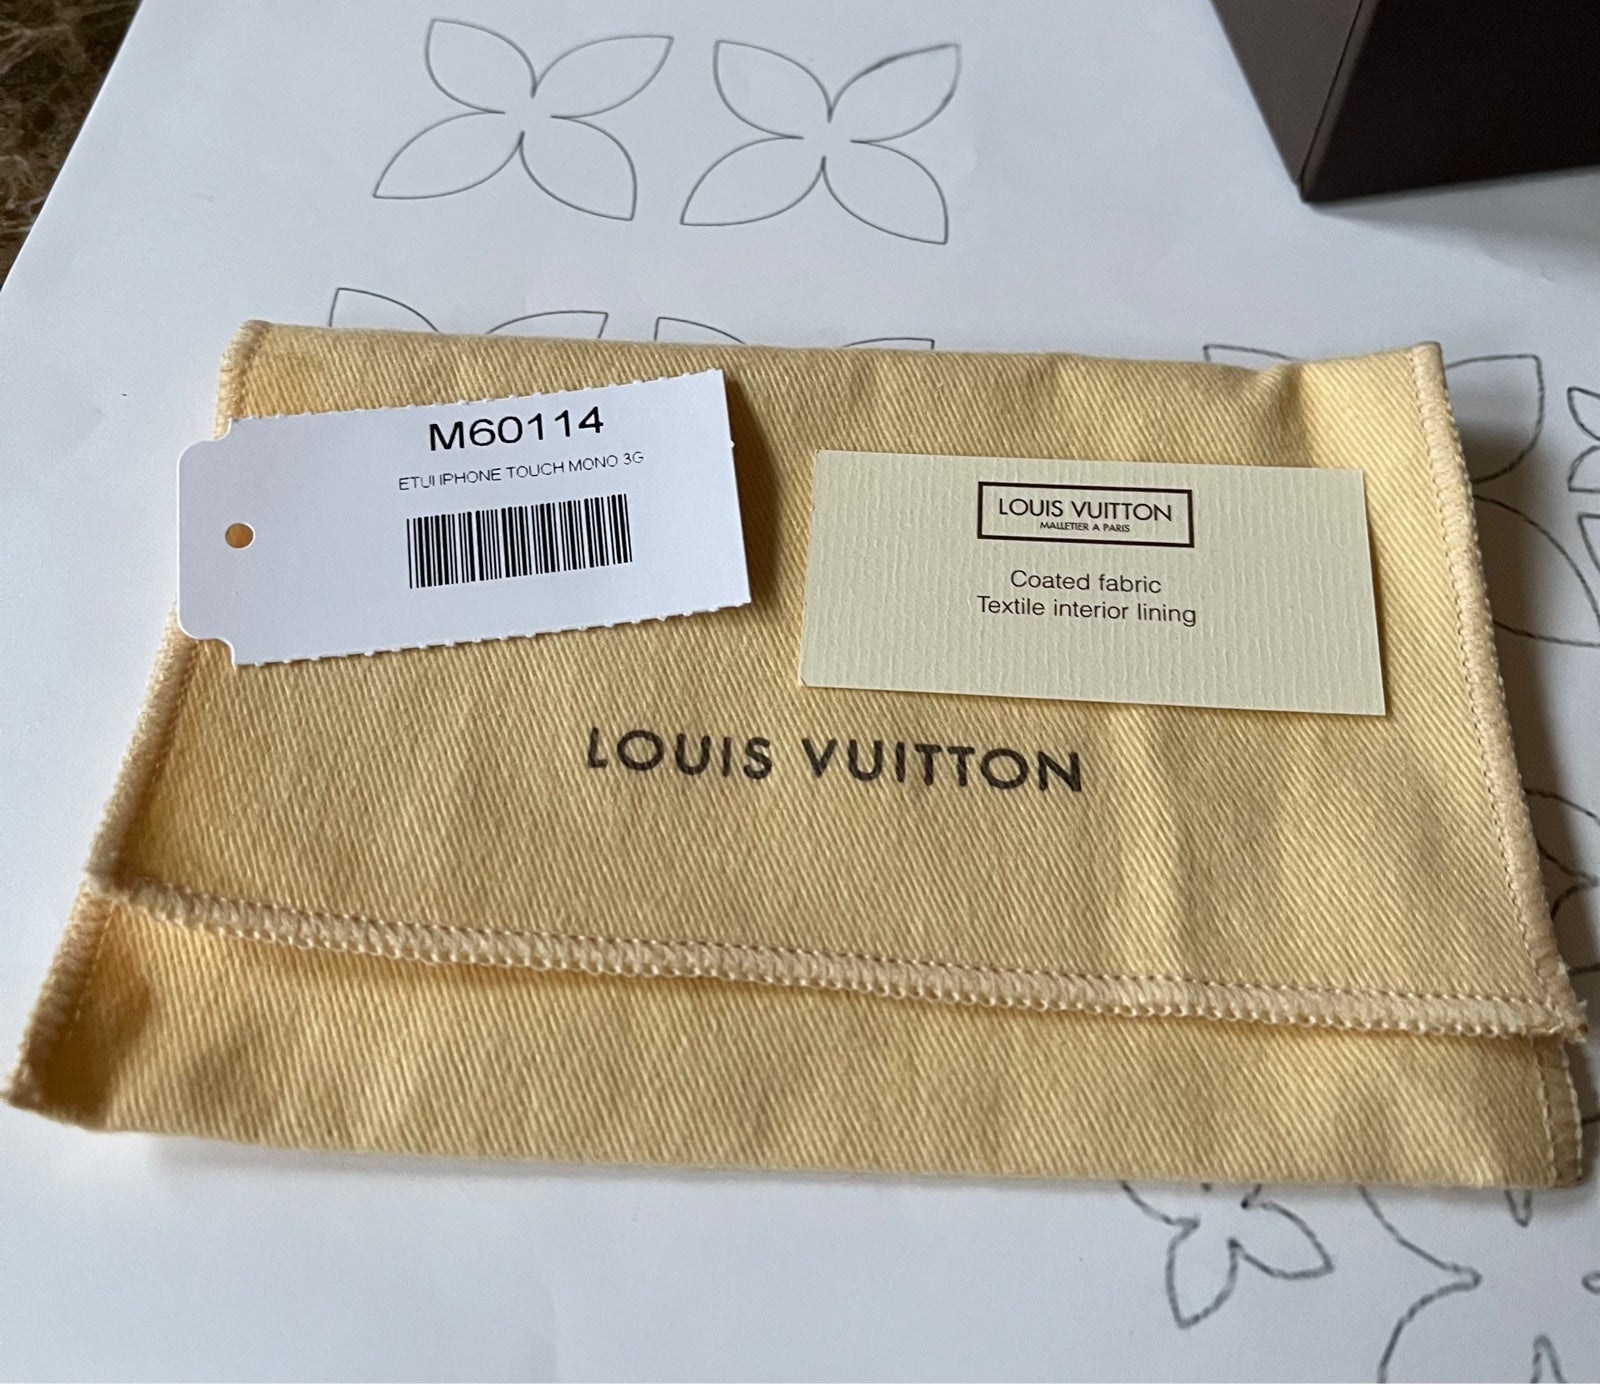 M60114
ETUI IPHONE TOUCH MONO 3G
LOUIS VUITTON
MALLETIER A PARIS
Coated fabric
Textile interior lining
LOUIS VUITTON